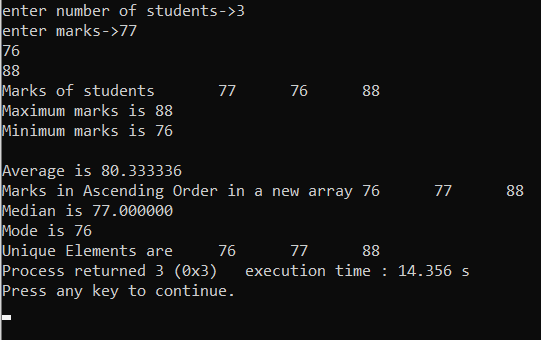 enter number of students->3
enter marks->77
76
88
Marks of students 77 76 88
Maximum marks is 88
Minimum marks is 76
Average is 80.333336
Marks in Ascending Order in a new array 76 77 88
Median is 77.000000
Mode is 76
Unique Elements are 76 77 88
Process returned 3 (0x3) execution time : 14.356 s
Press any key to continue.